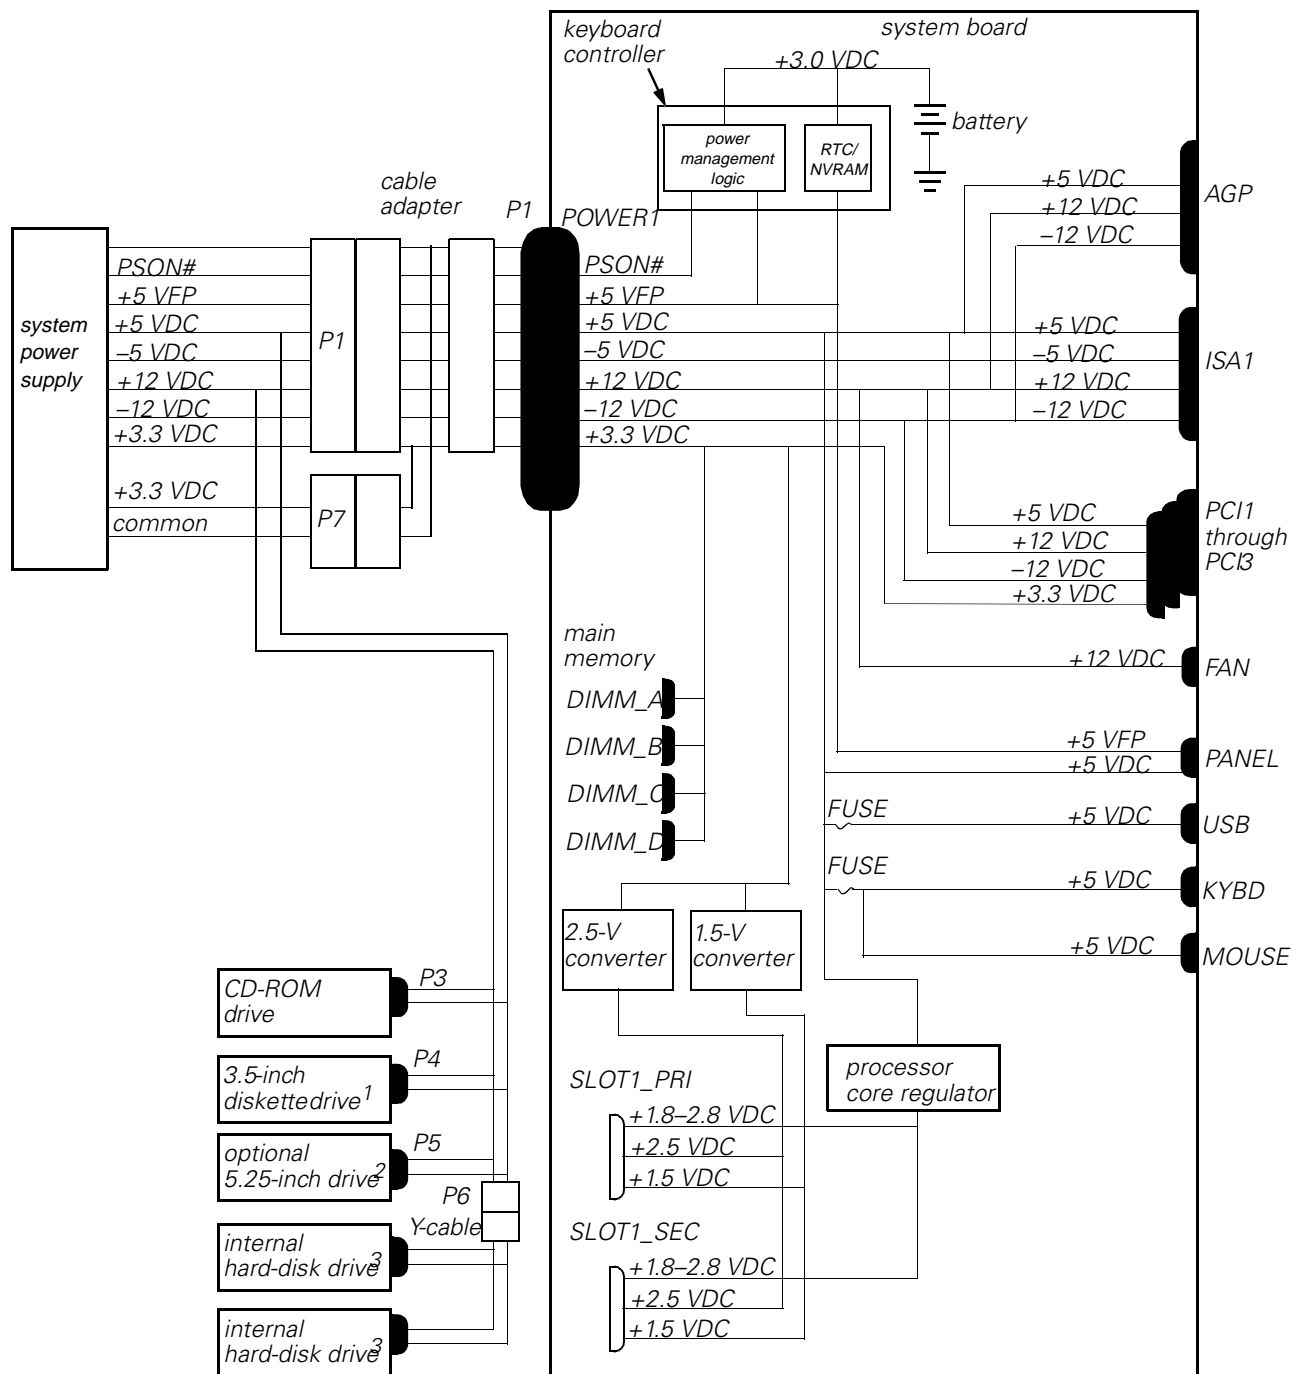 keyboard
controller
system board
+3.0 VDC
battery
power
management
logic
RTC/
NVRAM
cable
adapter
P1
POWER1
system
power
supply
PSON#
+5 VFP
+5 VDC
–5 VDC
+12 VDC
–12 VDC
+3.3 VDC
+3.3 VDC
common
P1
P7
PSON#
+5 VFP
+5 VDC
–5 VDC
+12 VDC
–12 VDC
+3.3 VDC
+5 VDC
+12 VDC
–12 VDC
AGP
+5 VDC
–5 VDC
+12 VDC
–12 VDC
ISA1
+5 VDC
+12 VDC
–12 VDC
+3.3 VDC
PCI1
through
PCI3
+12 VDC
FAN
+5 VFP
+5 VDC
PANEL
FUSE
+5 VDC
USB
FUSE
+5 VDC
KYBD
+5 VDC
MOUSE
main
memory
DIMM_A
DIMM_B
DIMM_C
DIMM_D
2.5-V
converter
1.5-V
converter
processor
core regulator
SLOT1_PRI
+1.8–2.8 VDC
+2.5 VDC
+1.5 VDC
SLOT1_SEC
+1.8–2.8 VDC
+2.5 VDC
+1.5 VDC
CD-ROM
drive
P3
3.5-inch
diskettedrive 1
P4
optional
5.25-inch drive 2
P5
P6
Y-cable
internal
hard-disk drive 3
internal
hard-disk drive 3